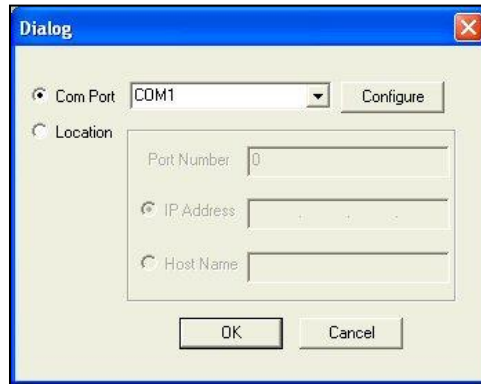 Dialog
Com Port COM1 Configure
Location
Port Number 0
IP Address . . .
Host Name
OK Cancel